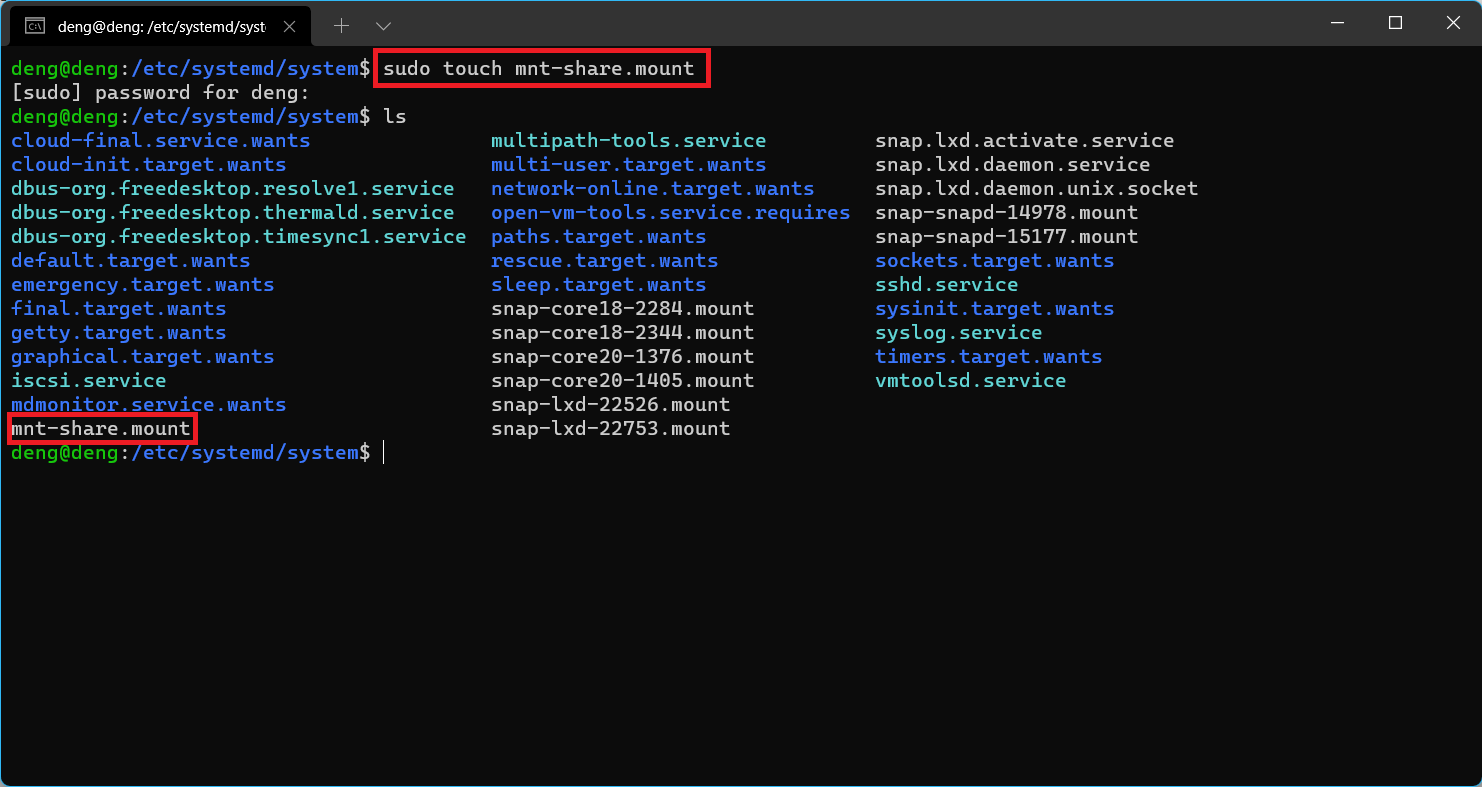 deng@deng: /etc/systemd/syst
deng@deng:/etc/systemd/system$ sudo touch mnt-share.mount
[sudo] password for deng:
deng@deng:/etc/systemd/system$ ls
cloud-final.service.wants multipath-tools.service snap.lxd.activate.service
cloud-init.target.wants multi-user.target.wants snap.lxd.daemon.service
dbus-org.freedesktop.resolve1.service network-online.target.wants snap.lxd.daemon.unix.socket
dbus-org.freedesktop.thermald.service open-vm-tools.service.requires snap-snapd-14978.mount
dbus-org.freedesktop.timesync1.service paths.target.wants snap-snapd-15177.mount
default.target.wants rescue.target.wants sockets.target.wants
emergency.target.wants sleep.target.wants sshd.service
final.target.wants snap-core18-2284.mount sysinit.target.wants
getty.target.wants snap-core18-2344.mount syslog.service
graphical.target.wants snap-core20-1376.mount timers.target.wants
iscsi.service snap-core20-1405.mount vmtoolsd.service
mdmonitor.service.wants snap-lxd-22526.mount
mnt-share.mount snap-lxd-22753.mount
deng@deng:/etc/systemd/system$